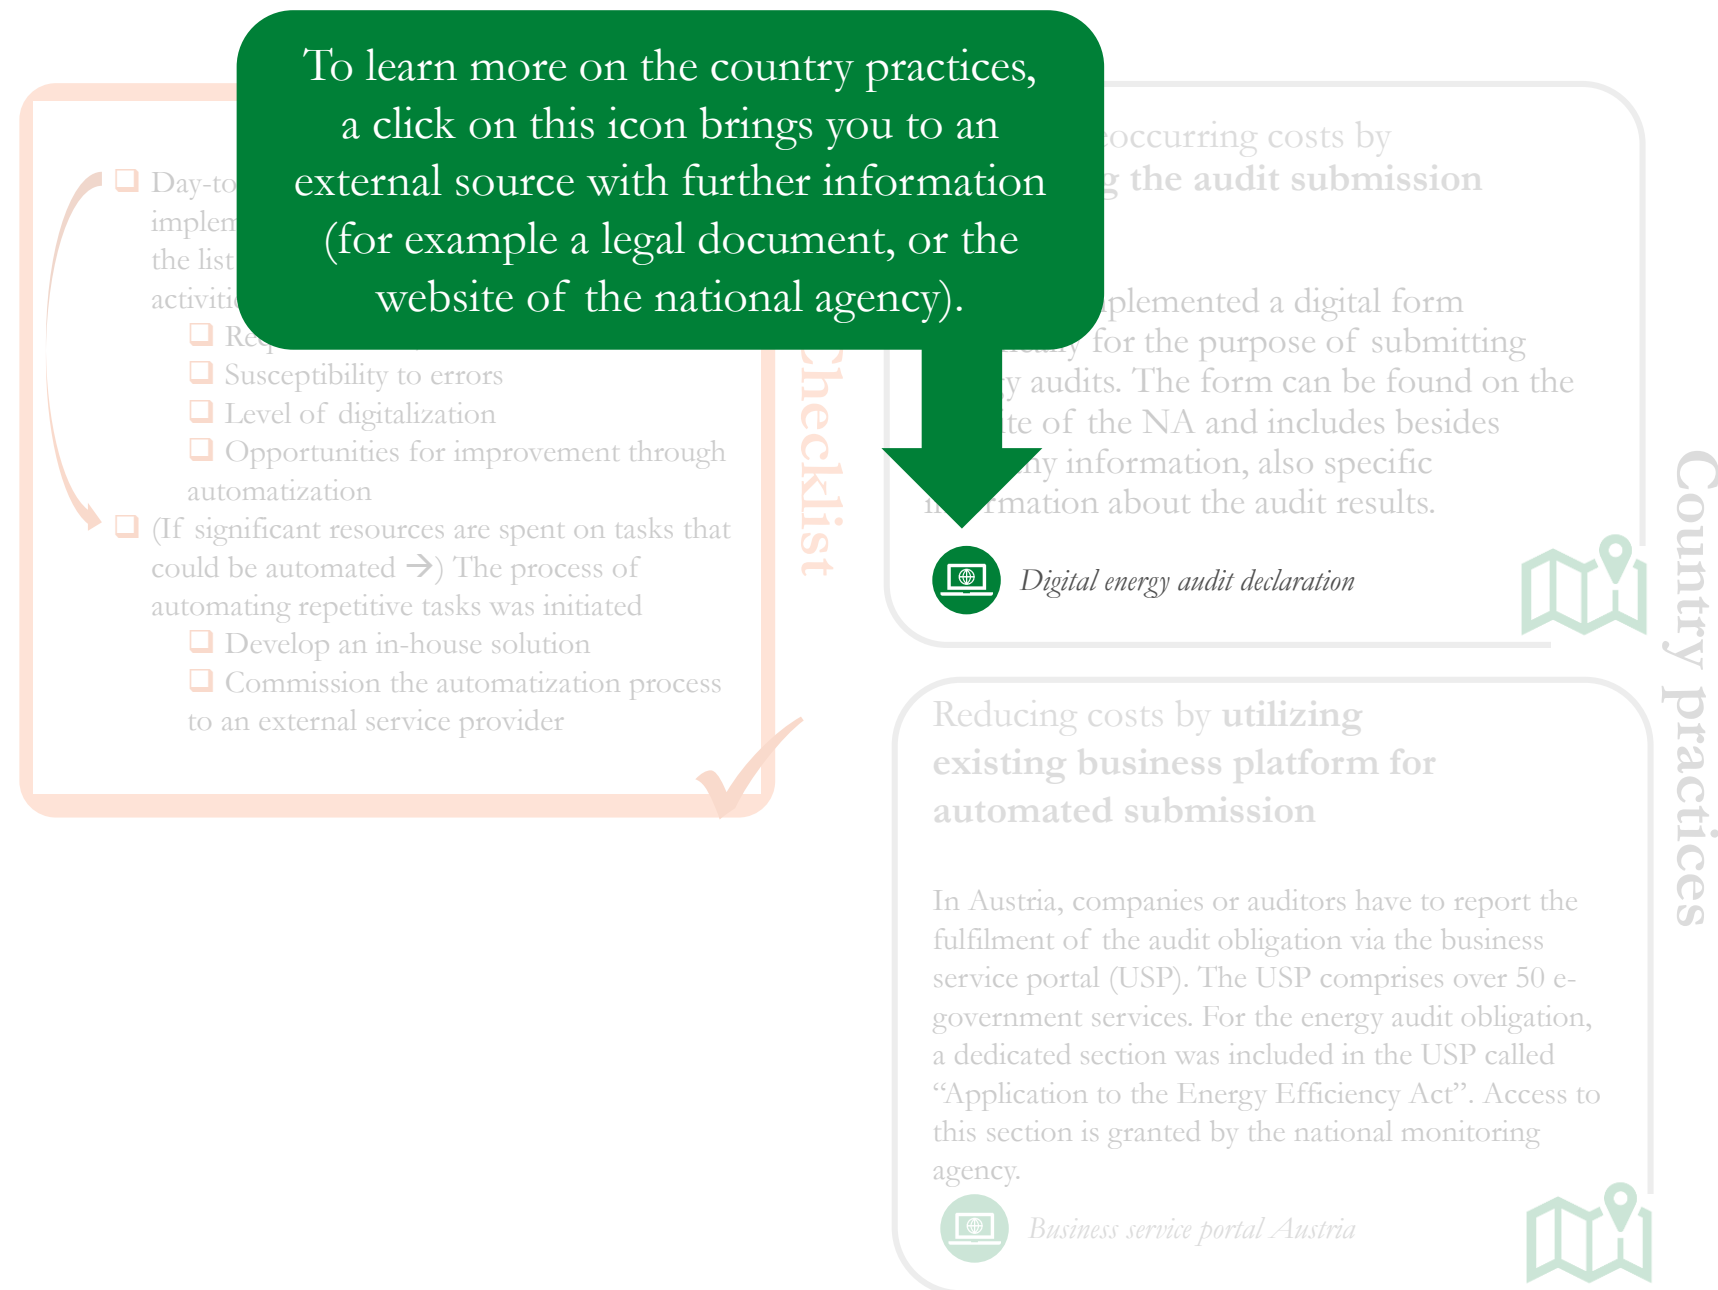 To learn more on the country practices,
a click on this icon brings you to an
external source with further information
(for example a legal document, or the
website of the national agency).
❑ Day-to
implem
the list
activitie
❑ Req
❑ Susceptibility to errors
❑ Level of digitalization
❑ Opportunities for improvement through
automatization
❑ (If significant resources are spent on tasks that
could be automated →) The process of
automating repetitive tasks was initiated
❑ Develop an in-house solution
❑ Commission the automatization process
to an external service provider
Checklist
eoccurring costs by
g the audit submission
plemented a digital form
for the purpose of submitting
y audits. The form can be found on the
ite of the NA and includes besides
ny information, also specific
rmation about the audit results.
Digital energy audit declaration
Reducing costs by utilizing
existing business platform for
automated submission
In Austria, companies or auditors have to report the
fulfilment of the audit obligation via the business
service portal (USP). The USP comprises over 50 e-
government services. For the energy audit obligation,
a dedicated section was included in the USP called
“Application to the Energy Efficiency Act”. Access to
this section is granted by the national monitoring
agency.
Business service portal Austria
Country practices